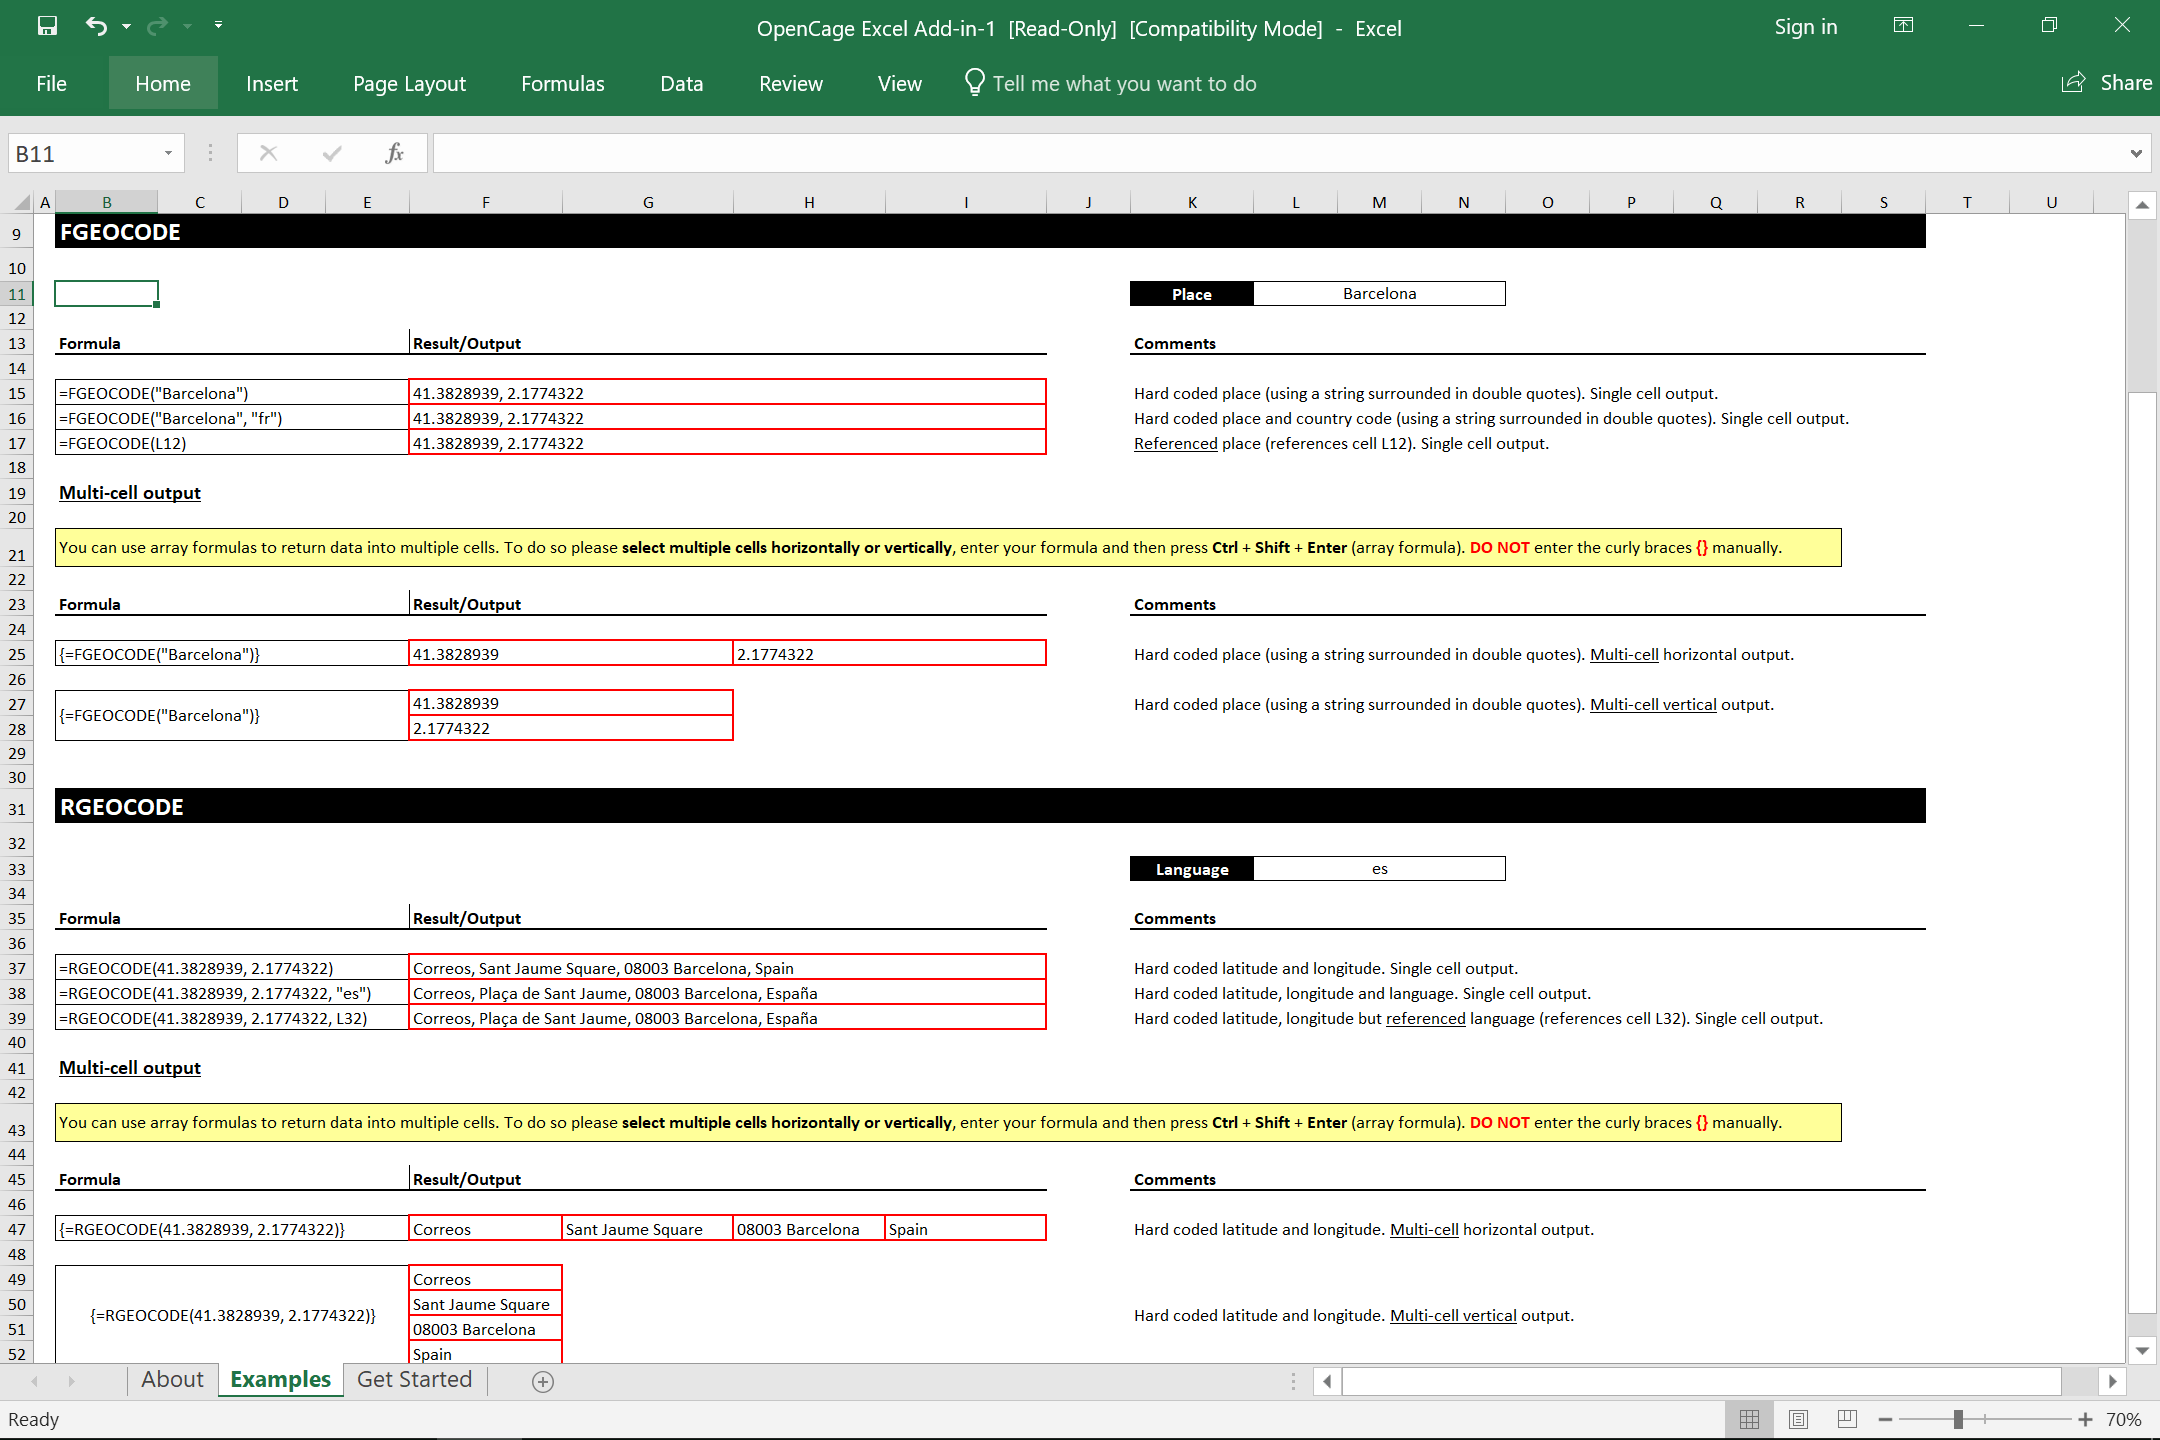 OpenCage Excel Add-in-1 [Read-Only] [Compatibility Mode] - Excel
Sign in
File Home Insert Page Layout Formulas Data Review View Tell me what you want to do Share
B11 fx
A B C D E F G H I J K L M N O P Q R S T U
9 FGEOCODE
10
11 Place Barcelona
12
13 Formula Result/Output Comments
14
15 =FGEOCODE("Barcelona") 41.3828939, 2.1774322 Hard coded place (using a string surrounded in double quotes). Single cell output.
16 =FGEOCODE("Barcelona", "fr") 41.3828939, 2.1774322 Hard coded place and country code (using a string surrounded in double quotes). Single cell output.
17 =FGEOCODE(L12) 41.3828939, 2.1774322 Referenced place (references cell L12). Single cell output.
18
19 Multi-cell output
20
21 You can use array formulas to return data into multiple cells. To do so please select multiple cells horizontally or vertically, enter your formula and then press Ctrl + Shift + Enter (array formula). DO NOT enter the curly braces {} manually.
22
23 Formula Result/Output Comments
24
25 {=FGEOCODE("Barcelona")} 41.3828939 2.1774322 Hard coded place (using a string surrounded in double quotes). Multi-cell horizontal output.
26
27 41.3828939 Hard coded place (using a string surrounded in double quotes). Multi-cell vertical output.
{=FGEOCODE("Barcelona")}
28 2.1774322
29
30
31 RGEOCODE
32
33 Language es
34
35 Formula Result/Output Comments
36
37 =RGEOCODE(41.3828939, 2.1774322) Correos, Sant Jaume Square, 08003 Barcelona, Spain Hard coded latitude and longitude. Single cell output.
38 =RGEOCODE(41.3828939, 2.1774322, "es") Correos, Plaça de Sant Jaume, 08003 Barcelona, España Hard coded latitude, longitude and language. Single cell output.
39 =RGEOCODE(41.3828939, 2.1774322, L32) Correos, Plaça de Sant Jaume, 08003 Barcelona, España Hard coded latitude, longitude but referenced language (references cell L32). Single cell output.
40
41 Multi-cell output
42
43 You can use array formulas to return data into multiple cells. To do so please select multiple cells horizontally or vertically, enter your formula and then press Ctrl + Shift + Enter (array formula). DO NOT enter the curly braces {} manually.
44
45 Formula Result/Output Comments
46
47 {=RGEOCODE(41.3828939, 2.1774322)} Correos Sant Jaume Square 08003 Barcelona Spain Hard coded latitude and longitude. Multi-cell horizontal output.
48
49 Correos
50 Sant Jaume Square
{=RGEOCODE(41.3828939, 2.1774322)} Hard coded latitude and longitude. Multi-cell vertical output.
51 08003 Barcelona
52 Spain
About Examples Get Started
Ready 70%